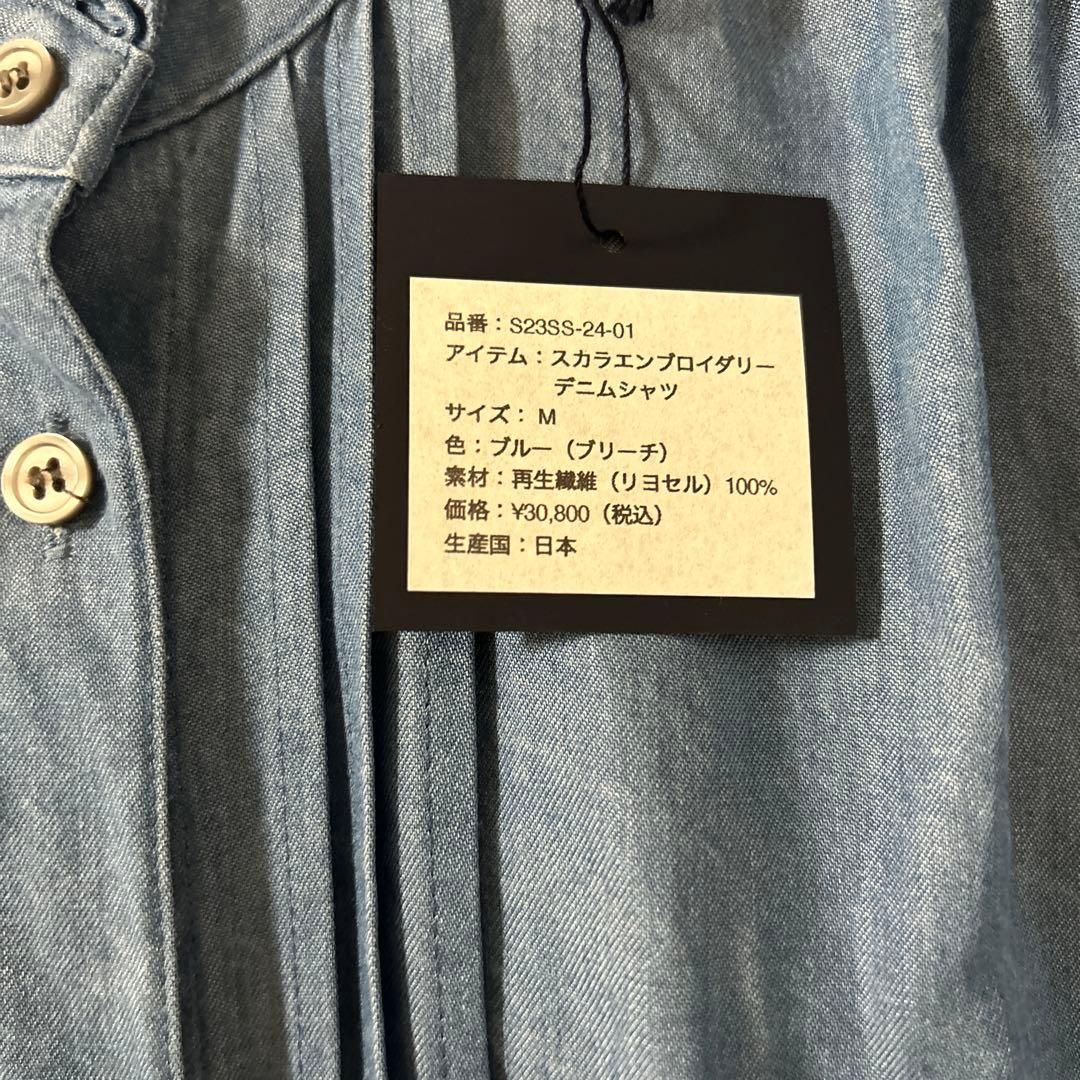 品番：S23SS-24-01
アイテム：スカラエンブロイダリー
デニムシャツ
サイズ： M
色：ブルー（ブリーチ）
素材：再生繊維（リヨセル）100%
価格：¥30,800（税込）
生産国：日本